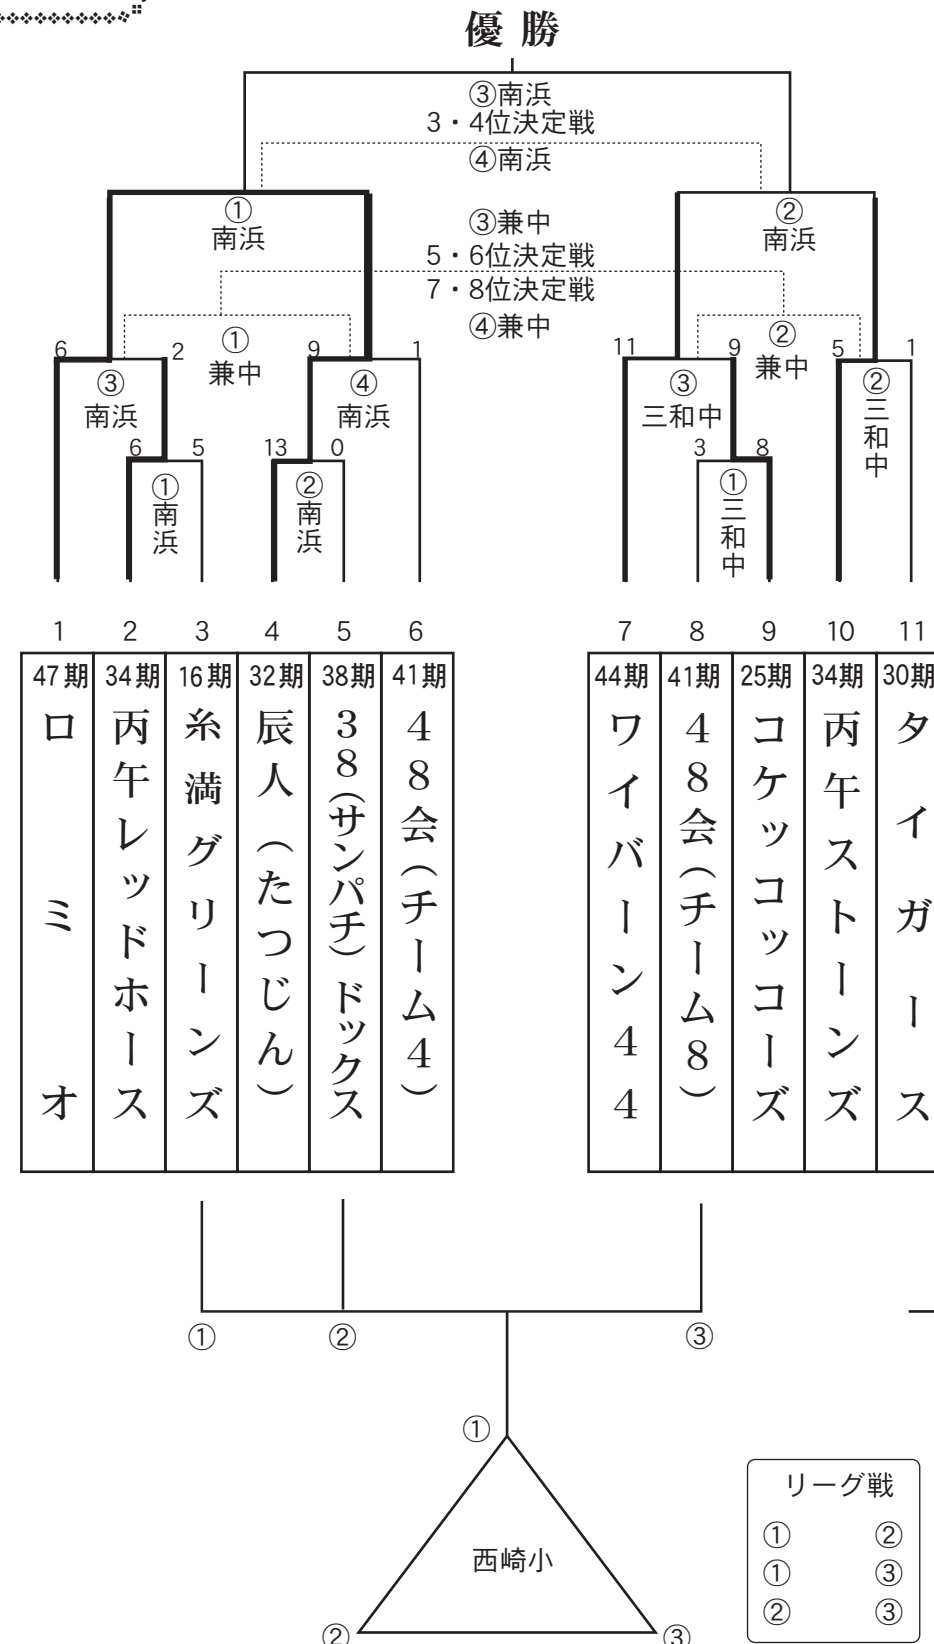 優勝
③南浜
3・4位決定戦
④南浜
①
南浜
②
南浜
③兼中
5・6位決定戦
7・8位決定戦
④兼中
①
兼中
②
兼中
6
2
9
1
11
9
5
1
③
南浜
④
南浜
③
三和中
②
三和中
6
5
13
0
3
8
①
南浜
②
南浜
①
三和中
1
2
3
4
5
6
7
8
9
10
11
47期
ロミオ
34期
丙午レッドホース
16期
糸満グリーンズ
32期
辰人(たつじん)
38期
38(サンパチ)ドックス
41期
48会(チーム4)
44期
ワイバーン44
41期
48会(チーム8)
25期
コケッコッコーズ
34期
丙午ストーンズ
30期
タイガース
①
②
③
①
西崎小
②
③
リーグ戦
① ②
① ③
② ③